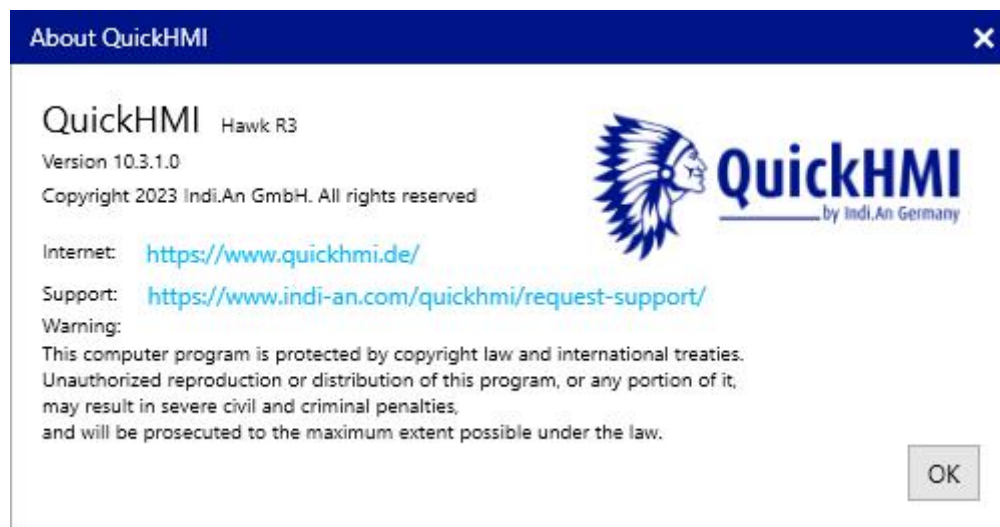 About QuickHMI
QuickHMI Hawk R3
Version 10.3.1.0
Copyright 2023 Indi.An GmbH. All rights reserved
QuickHMI
by Indi.An Germany
Internet: https://www.quickhmi.de/
Support: https://www.indi-an.com/quickhmi/request-support/
Warning:
This computer program is protected by copyright law and international treaties.
Unauthorized reproduction or distribution of this program, or any portion of it,
may result in severe civil and criminal penalties,
and will be prosecuted to the maximum extent possible under the law.
OK